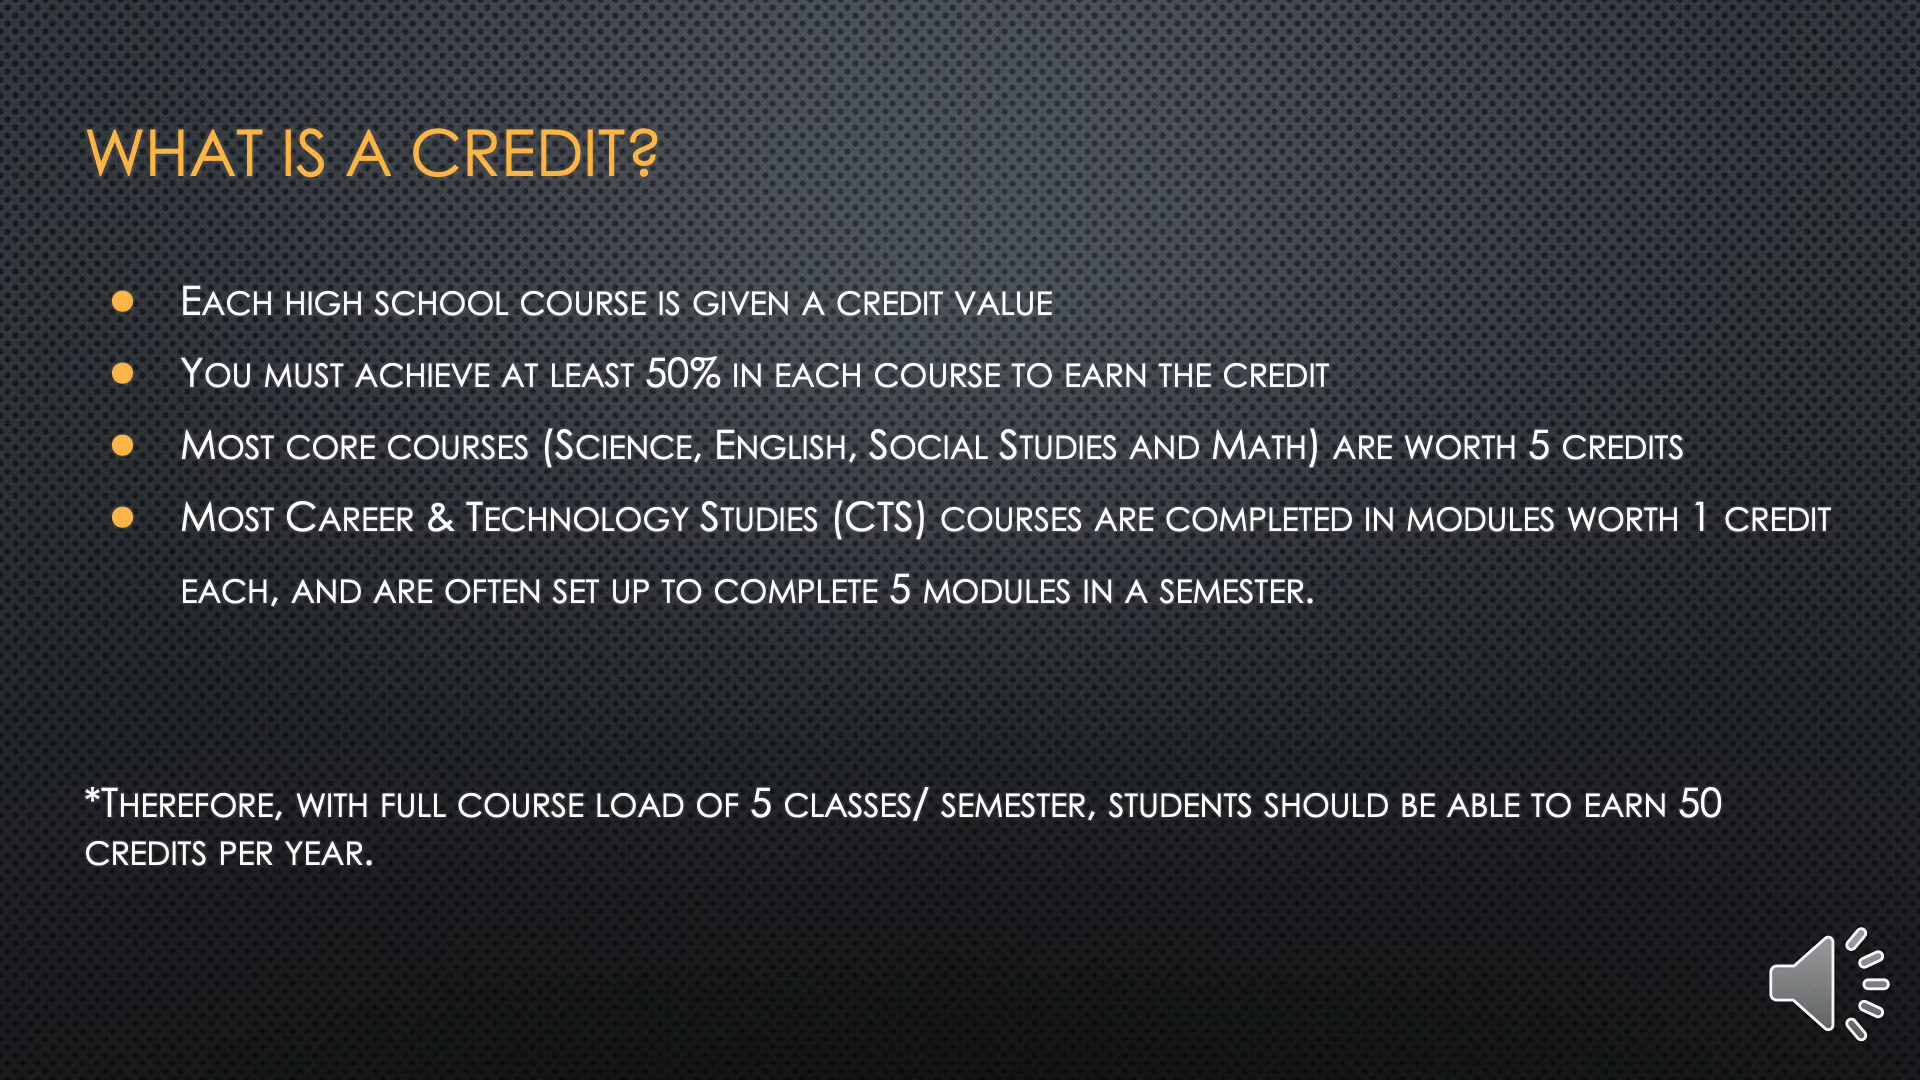 WHAT IS A CREDIT?
EACH HIGH SCHOOL COURSE IS GIVEN A CREDIT VALUE
YOU MUST ACHIEVE AT LEAST 50% IN EACH COURSE TO EARN THE CREDIT
MOST CORE COURSES (SCIENCE, ENGLISH, SOCIAL STUDIES AND MATH) ARE WORTH 5 CREDITS
MOST CAREER & TECHNOLOGY STUDIES (CTS) COURSES ARE COMPLETED IN MODULES WORTH 1 CREDIT
EACH, AND ARE OFTEN SET UP TO COMPLETE 5 MODULES IN A SEMESTER.
*THEREFORE, WITH FULL COURSE LOAD OF 5 CLASSES/ SEMESTER, STUDENTS SHOULD BE ABLE TO EARN 50
CREDITS PER YEAR.